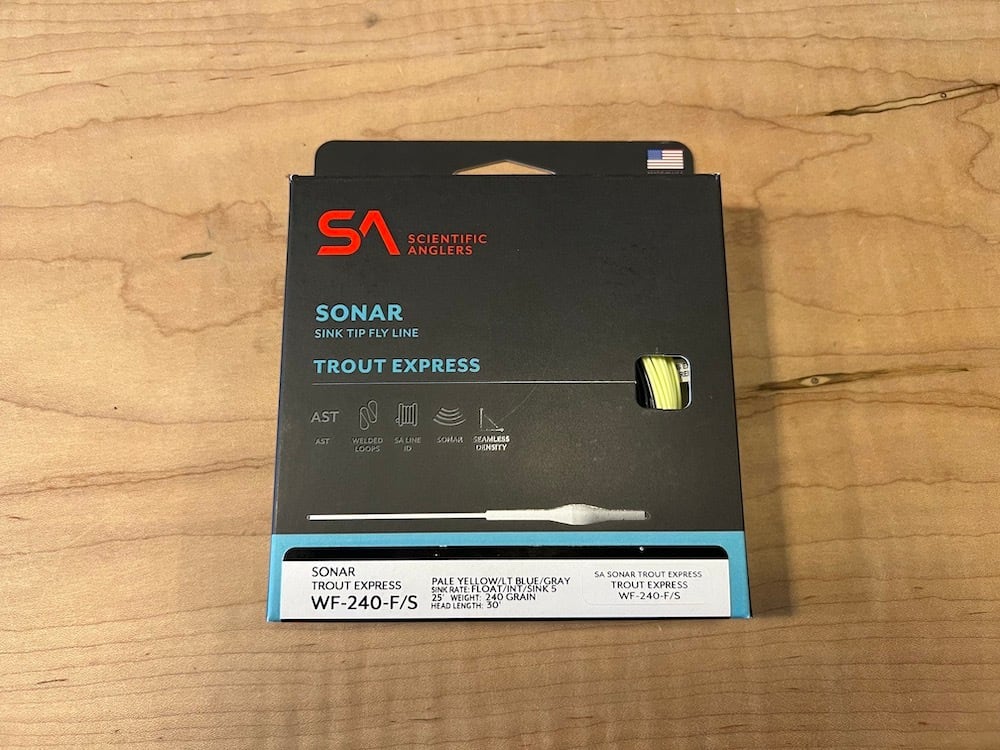 SA SCIENTIFIC
ANGLERS
SONAR
SINK TIP FLY LINE
TROUT EXPRESS
AST
AST
WELDED
LOOPS
SA LINE
ID
SONAR
SEAMLESS
DENSITY
SONAR
TROUT EXPRESS
WF-240-F/S
PALE YELLOW/LT BLUE/GRAY
SINK RATE: FLOAT/INT/SINK 5
25' WEIGHT: 240 GRAIN
HEAD LENGTH: 30'
SA SONAR TROUT EXPRESS
TROUT EXPRESS
WF-240-F/S